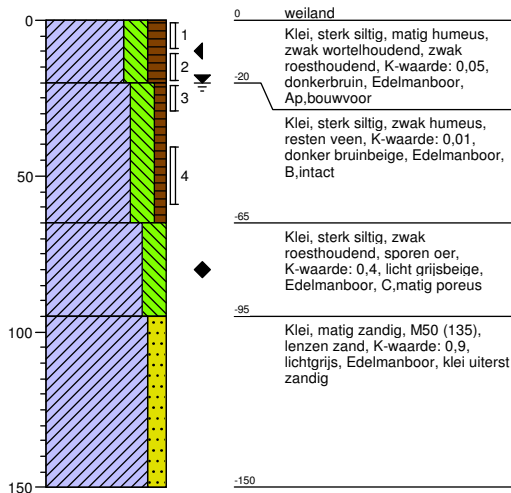 0
50
100
150
1
2
3
4
0
weiland
Klei, sterk siltig, matig humeus,
zwak wortelhoudend, zwak
roesthoudend, K-waarde: 0,05,
donkerbruin, Edelmanboor,
Ap,bouwvoor
-20
Klei, sterk siltig, zwak humeus,
resten veen, K-waarde: 0,01,
donker bruinbeige, Edelmanboor,
B,intact
-65
Klei, sterk siltig, zwak
roesthoudend, sporen oer,
K-waarde: 0,4, licht grijsbeige,
Edelmanboor, C,matig poreus
-95
Klei, matig zandig, M50 (135),
lenzen zand, K-waarde: 0,9,
lichtgrijs, Edelmanboor, klei uiterst
zandig
-150